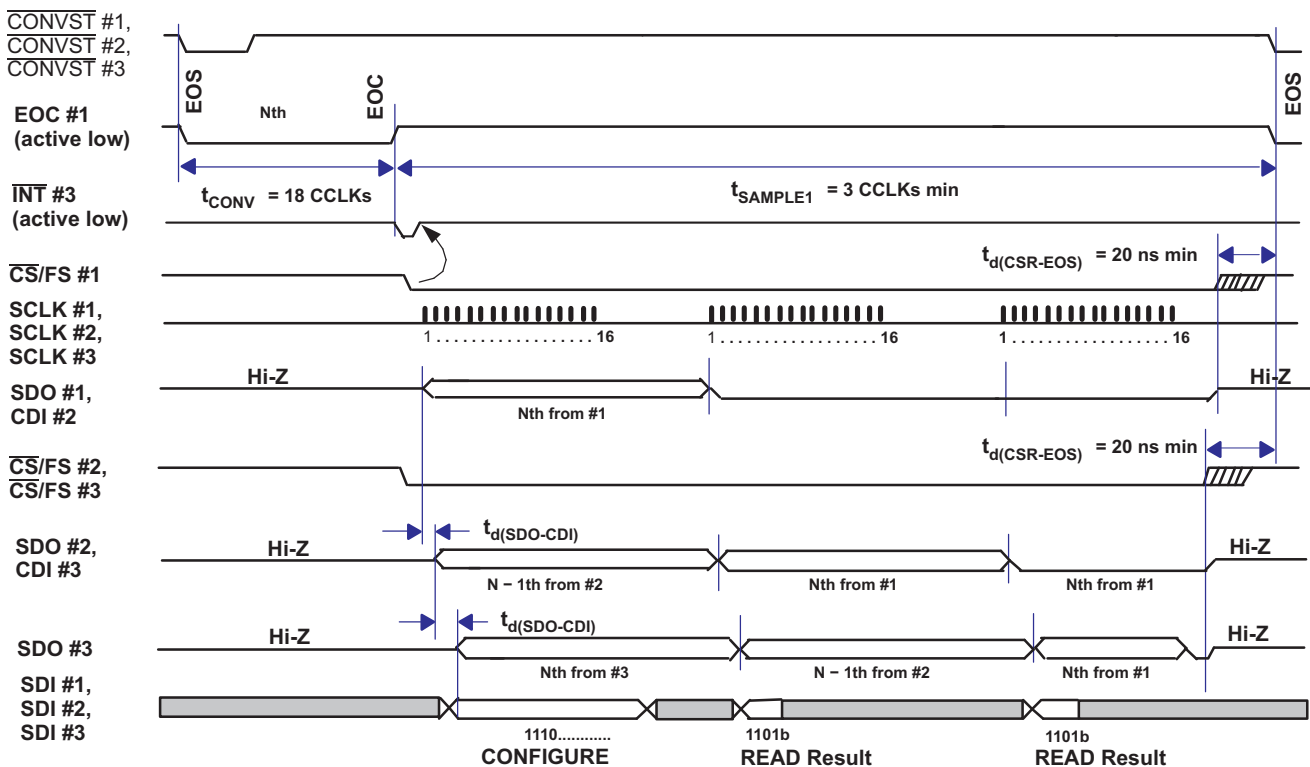 CONVST #1,
CONVST #2,
CONVST #3
EOS
EOC
EOS
EOC #1
(active low)
Nth
tCONV = 18 CCLKs
tSAMPLE1 = 3 CCLKs min
INT #3
(active low)
td(CSR-EOS) = 20 ns min
CS/FS #1
SCLK #1,
SCLK #2,
SCLK #3
1 . . . . . . . . . . . . . . 16
1 . . . . . . . . . . . . . . 16
1 . . . . . . . . . . . . . . 16
Hi-Z
Hi-Z
SDO #1,
CDI #2
Nth from #1
td(CSR-EOS) = 20 ns min
CS/FS #2,
CS/FS #3
td(SDO-CDI)
SDO #2,
CDI #3
Hi-Z
Hi-Z
N − 1th from #2
Nth from #1
Nth from #1
td(SDO-CDI)
SDO #3
Hi-Z
Hi-Z
Nth from #3
N − 1th from #2
Nth from #1
SDI #1,
SDI #2,
SDI #3
1110............
1101b
1101b
CONFIGURE
READ Result
READ Result